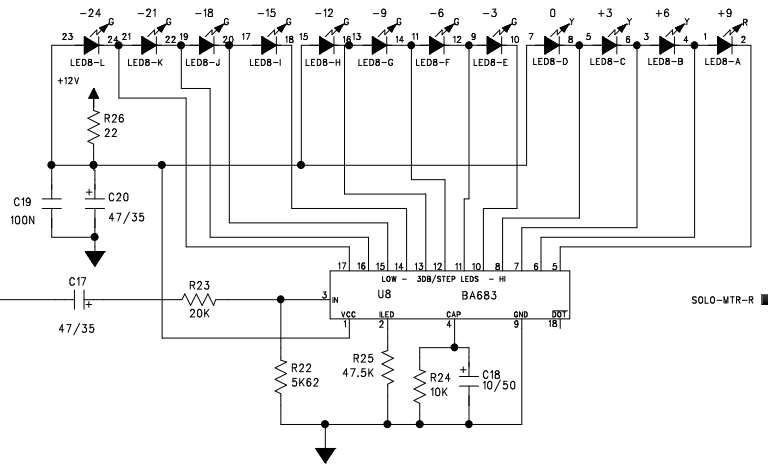 -24 -21 -18 -15 -12 -9 -6 -3 0 +3 +6 +9
G G G G G G G G Y Y Y R
23 24 21 22 19 20 17 18 15 16 13 14 11 12 9 10 7 8 5 6 3 4 1 2
LED8-L LED8-K LED8-J LED8-I LED8-H LED8-G LED8-F LED8-E LED8-D LED8-C LED8-B LED8-A
+12V
R26
22
C19
100N
+ C20
47/35
17 16 15 14 13 12 11 10 8 7 6 5
LOW - 3DB/STEP LEDS - HI
U8 BA683
3 IN
VCC ILED CAP GND DOT
1 2 4 9 18
C17
+
47/35
R23
20K
SOLO-MTR-R
R22
5K62
R25
47.5K
R24
10K
+ C18
10/50